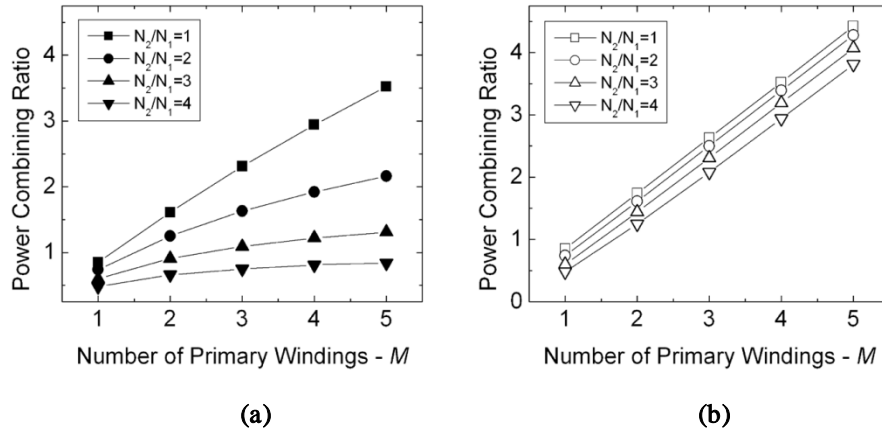 N₂/N₁=1
N₂/N₁=2
N₂/N₁=3
N₂/N₁=4
Power Combining Ratio
4
3
2
1
1 2 3 4 5
Number of Primary Windings - M
(a)
N₂/N₁=1
N₂/N₁=2
N₂/N₁=3
N₂/N₁=4
Power Combining Ratio
4
3
2
1
0
1 2 3 4 5
Number of Primary Windings - M
(b)